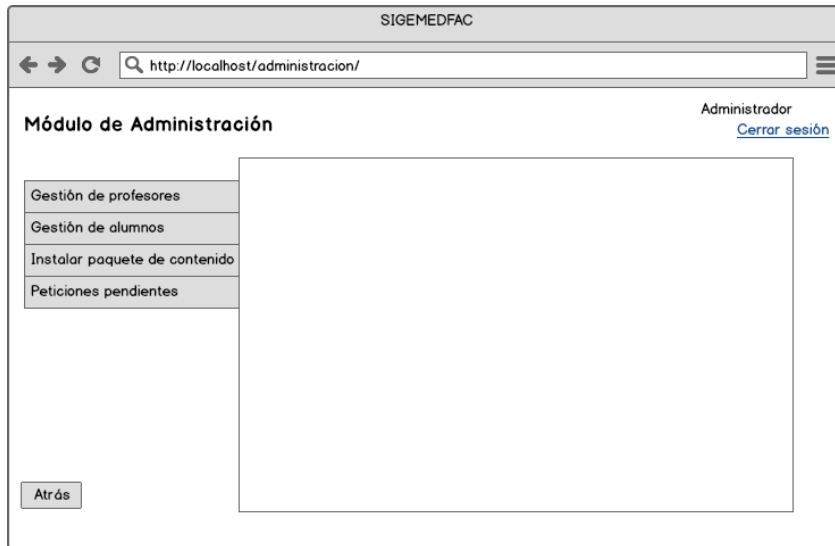 SIGEMEDFAC
http://localhost/administracion/
Módulo de Administración
Administrador
Cerrar sesión
Gestión de profesores
Gestión de alumnos
Instalar paquete de contenido
Peticiones pendientes
Atrás